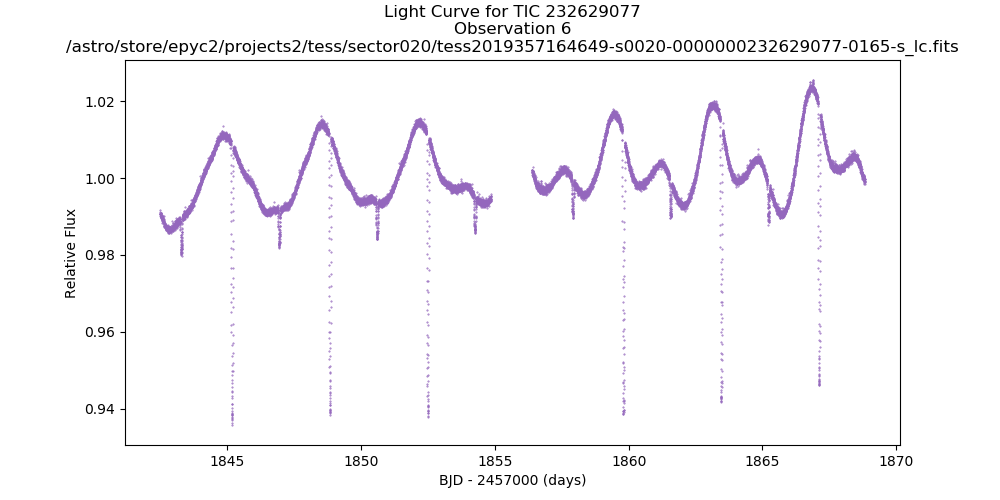 Light Curve for TIC 232629077
Observation 6
/astro/store/epyc2/projects2/tess/sector020/tess2019357164649-s0020-0000000232629077-0165-s_lc.fits
1.02
1.00
0.98
0.96
0.94
Relative Flux
1845
1850
1855
1860
1865
1870
BJD - 2457000 (days)